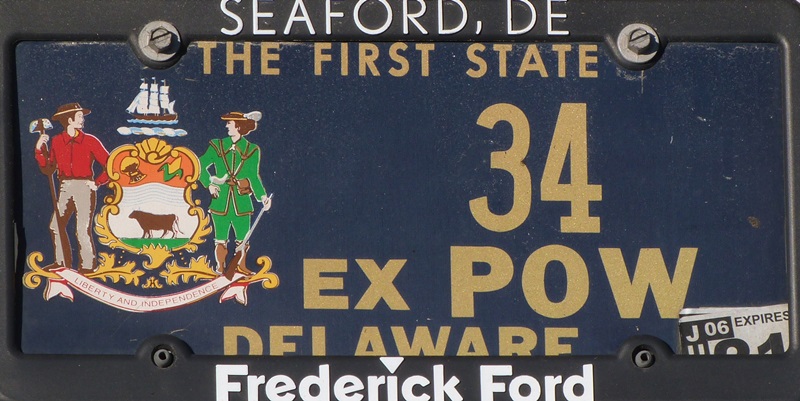 SEAFORD, DE
THE FIRST STATE
34
EX POW
LIBERTY AND INDEPENDENCE
DELAWARE
J 06 EXPIRES
Frederick Ford